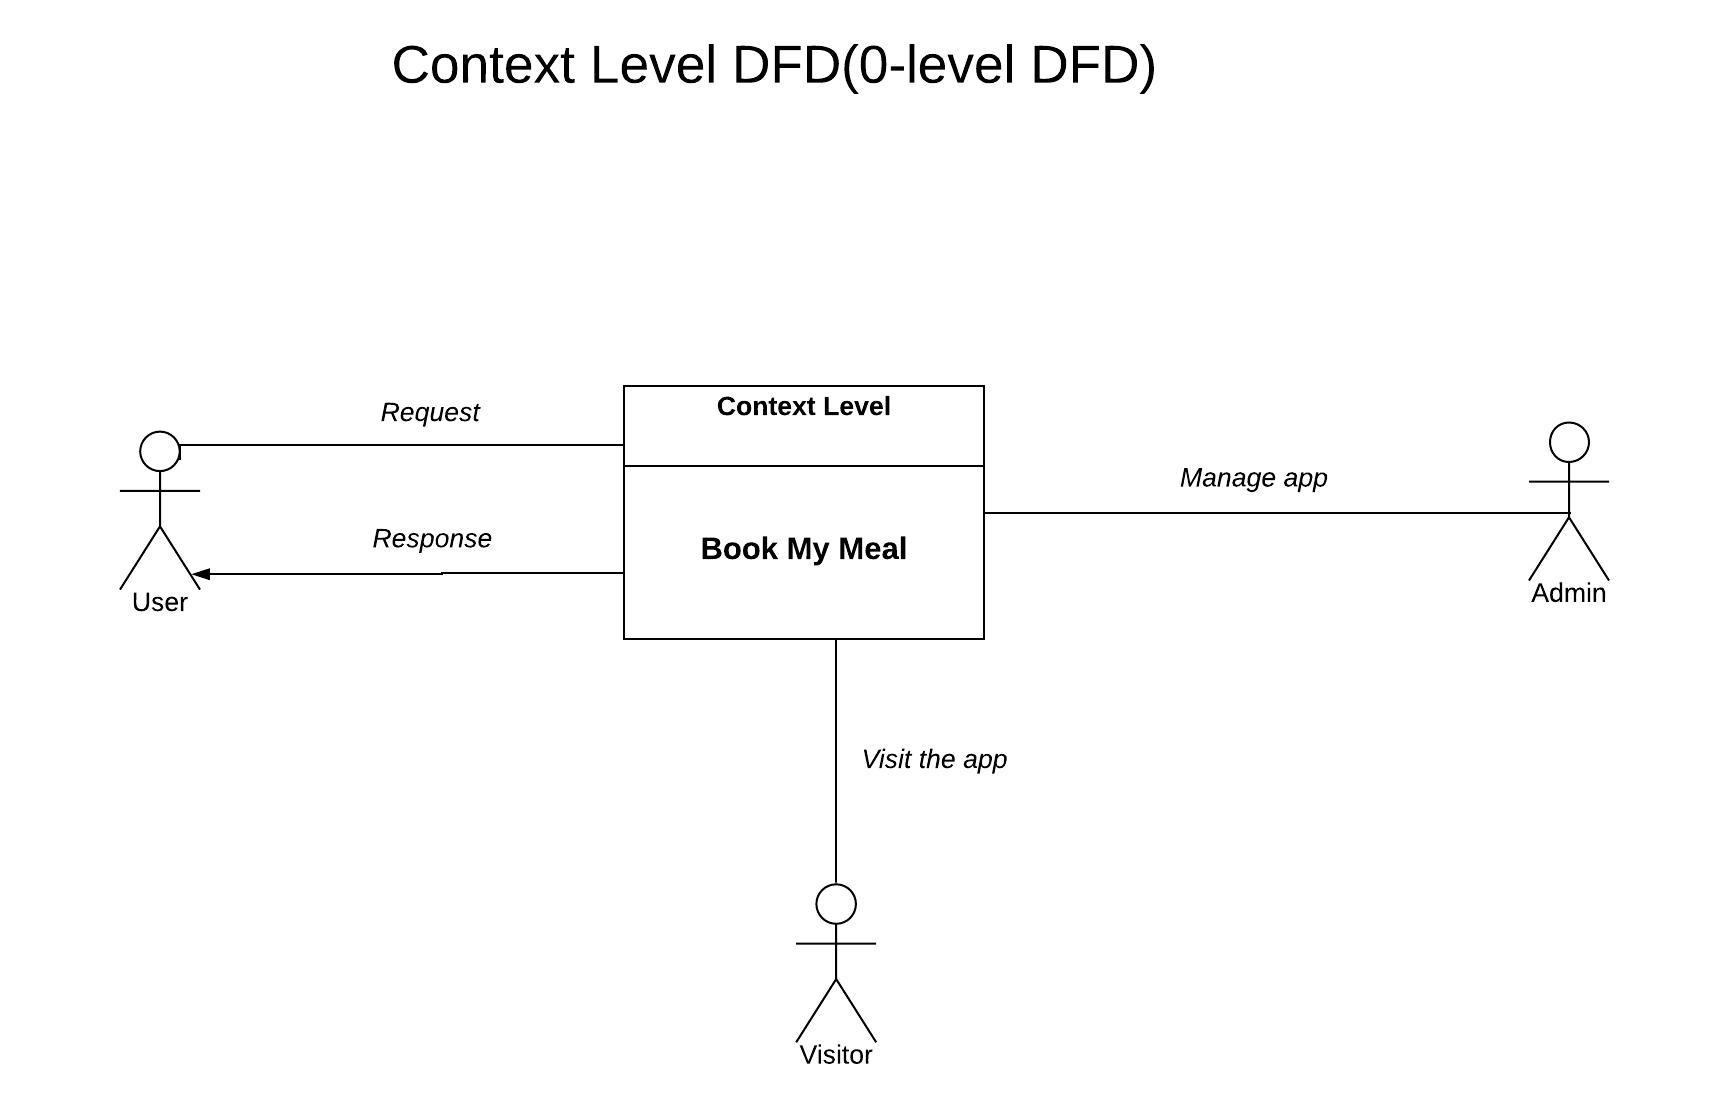 Context Level DFD(0-level DFD)
Context Level
Request
Manage app
Response
Book My Meal
User
Admin
Visit the app
Visitor